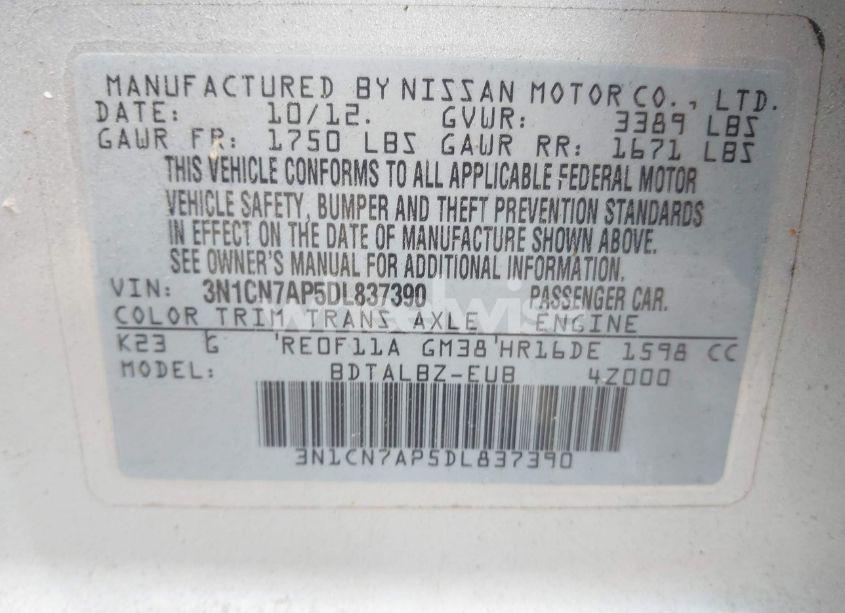 MANUFACTURED BY NISSAN MOTOR CO., LTD.
DATE: 10/12. GVWR: 3389 LBS
GAWR FR: 1750 LBS GAWR RR: 1671 LBS
THIS VEHICLE CONFORMS TO ALL APPLICABLE FEDERAL MOTOR
VEHICLE SAFETY, BUMPER AND THEFT PREVENTION STANDARDS
IN EFFECT ON THE DATE OF MANUFACTURE SHOWN ABOVE.
SEE OWNER'S MANUAL FOR ADDITIONAL INFORMATION.
VIN: 3N1CN7AP5DL837390 PASSENGER CAR.
COLOR TRIM TRANS AXLE ENGINE
K23 G RE0F11A GM38 HR16DE 1598 CC
MODEL: BDTALBZ-EUB 4Z000
3N1CN7AP5DL837390